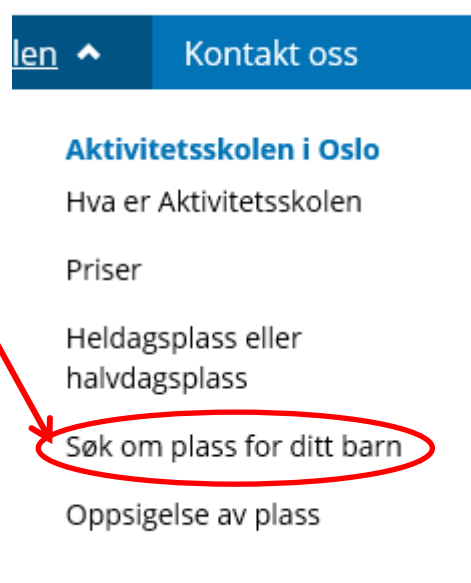 len Kontakt oss
Aktivitetsskolen i Oslo
Hva er Aktivitetsskolen
Priser
Heldagsplass eller
halvdagsplass
Søk om plass for ditt barn
Oppsigelse av plass